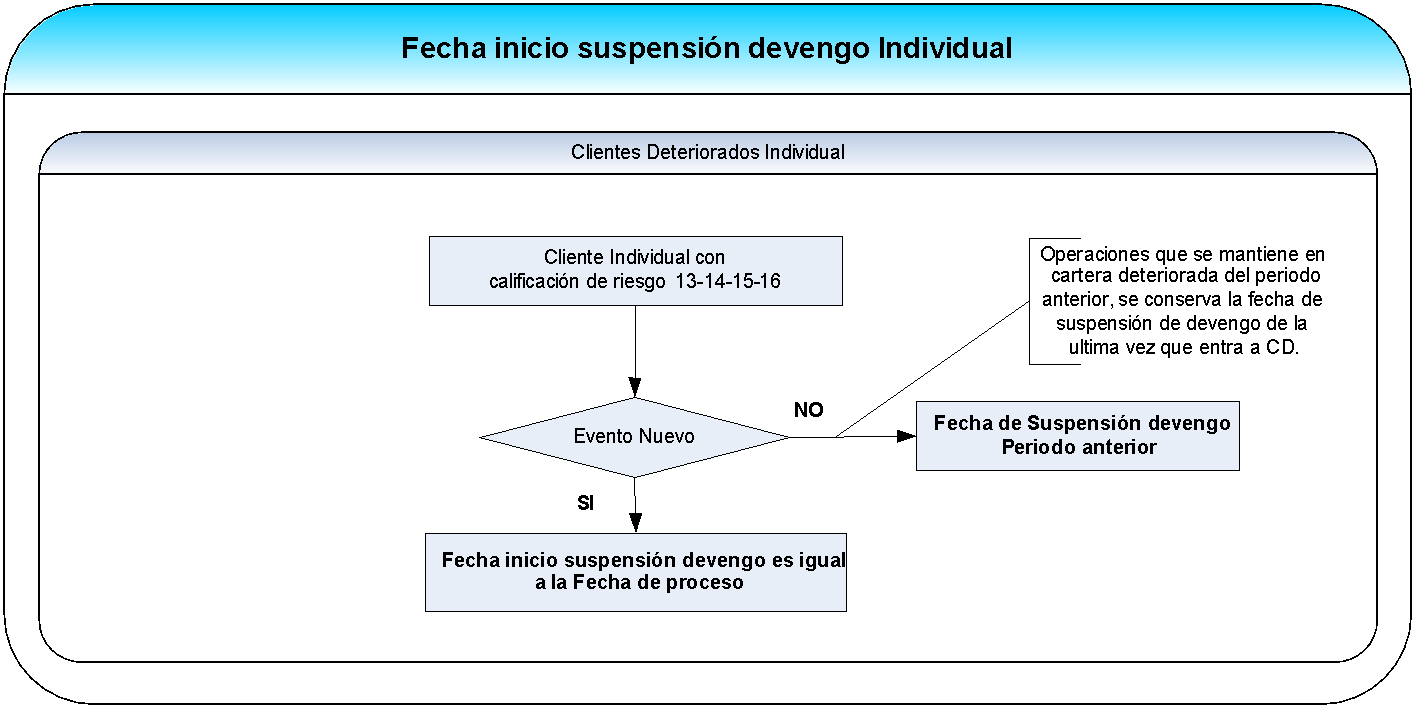 Fecha inicio suspensión devengo Individual
Clientes Deteriorados Individual
Cliente Individual con
calificación de riesgo 13-14-15-16
Operaciones que se mantiene en
cartera deteriorada del periodo
anterior, se conserva la fecha de
suspensión de devengo de la
ultima vez que entra a CD.
Evento Nuevo
NO
Fecha de Suspensión devengo
Periodo anterior
SI
Fecha inicio suspensión devengo es igual
a la Fecha de proceso